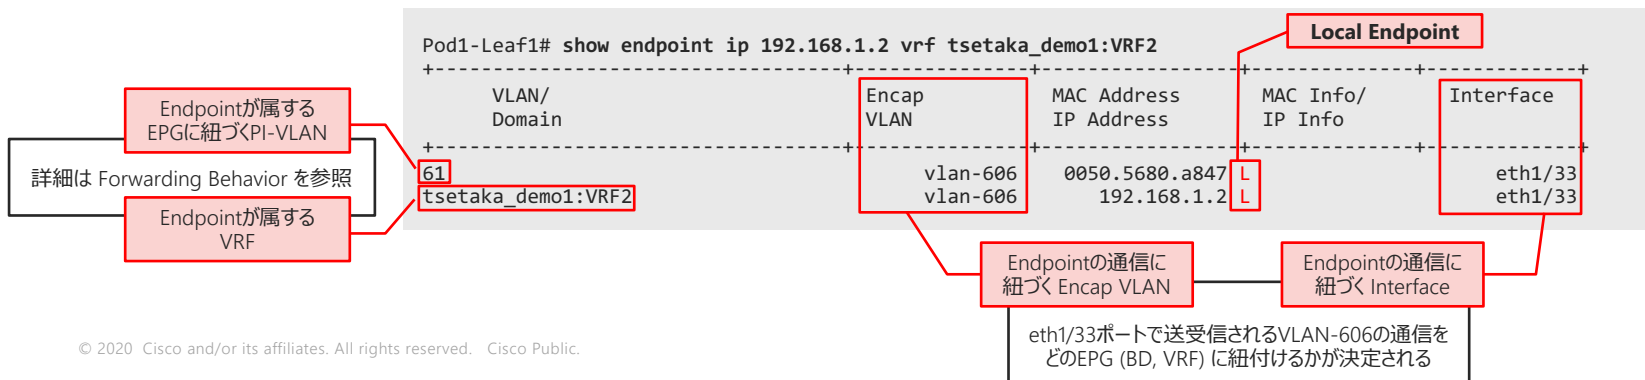 Local Endpoint
Pod1-Leaf1# show endpoint ip 192.168.1.2 vrf tsetaka_demo1:VRF2
+-----------------------------------+---------------+-----------------+--------------+-------------+
VLAN/ Encap MAC Address MAC Info/ Interface
Domain VLAN IP Address IP Info
+-----------------------------------+---------------+-----------------+--------------+-------------+
61 vlan-606 0050.5680.a847 L eth1/33
tsetaka_demo1:VRF2 vlan-606 192.168.1.2 L eth1/33
Endpointが属する
EPGに紐づくPI-VLAN
詳細は Forwarding Behavior を参照
Endpointが属する
VRF
Endpointの通信に
紐づく Encap VLAN
Endpointの通信に
紐づく Interface
eth1/33ポートで送受信されるVLAN-606の通信を
どのEPG (BD, VRF) に紐付けるかが決定される
© 2020 Cisco and/or its affiliates. All rights reserved. Cisco Public.